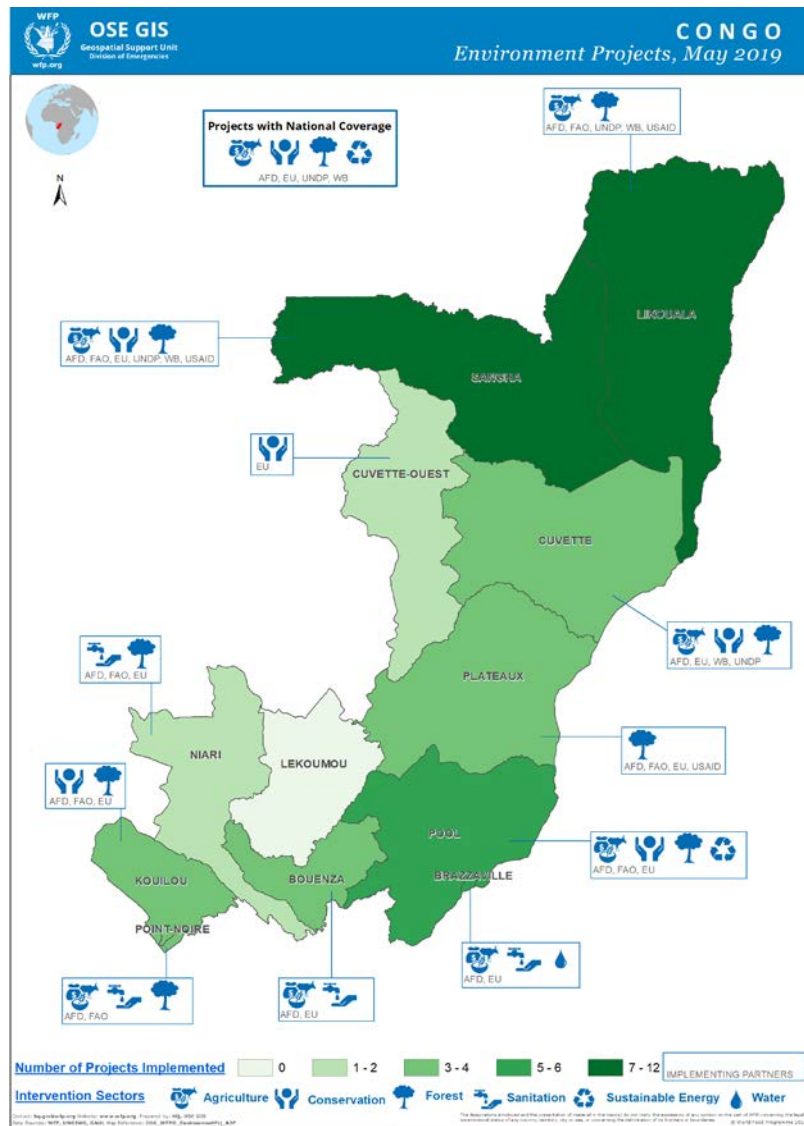 WFP
wfp.org
OSE GIS
Geospatial Support Unit
Division of Emergencies
CONGO
Environment Projects, May 2019
Projects with National Coverage
AFD, EU, UNDP, WB
AFD, FAO, UNDP, WB, USAID
N
LIKOUALA
AFD, FAO, EU, UNDP, WB, USAID
SANGHA
EU
CUVETTE-OUEST
CUVETTE
AFD, EU, WB, UNDP
AFD, FAO, EU
PLATEAUX
NIARI
LEKOUMOU
AFD, FAO, EU, USAID
AFD, FAO, EU
POOL
AFD, FAO, EU
KOUILOU
BOUENZA
BRAZZAVILLE
POINT-NOIRE
AFD, EU
AFD, FAO
AFD, EU
Number of Projects Implemented 0 1 - 2 3 - 4 5 - 6 7 - 12 IMPLEMENTING PARTNERS
Intervention Sectors Agriculture Conservation Forest Sanitation Sustainable Energy Water